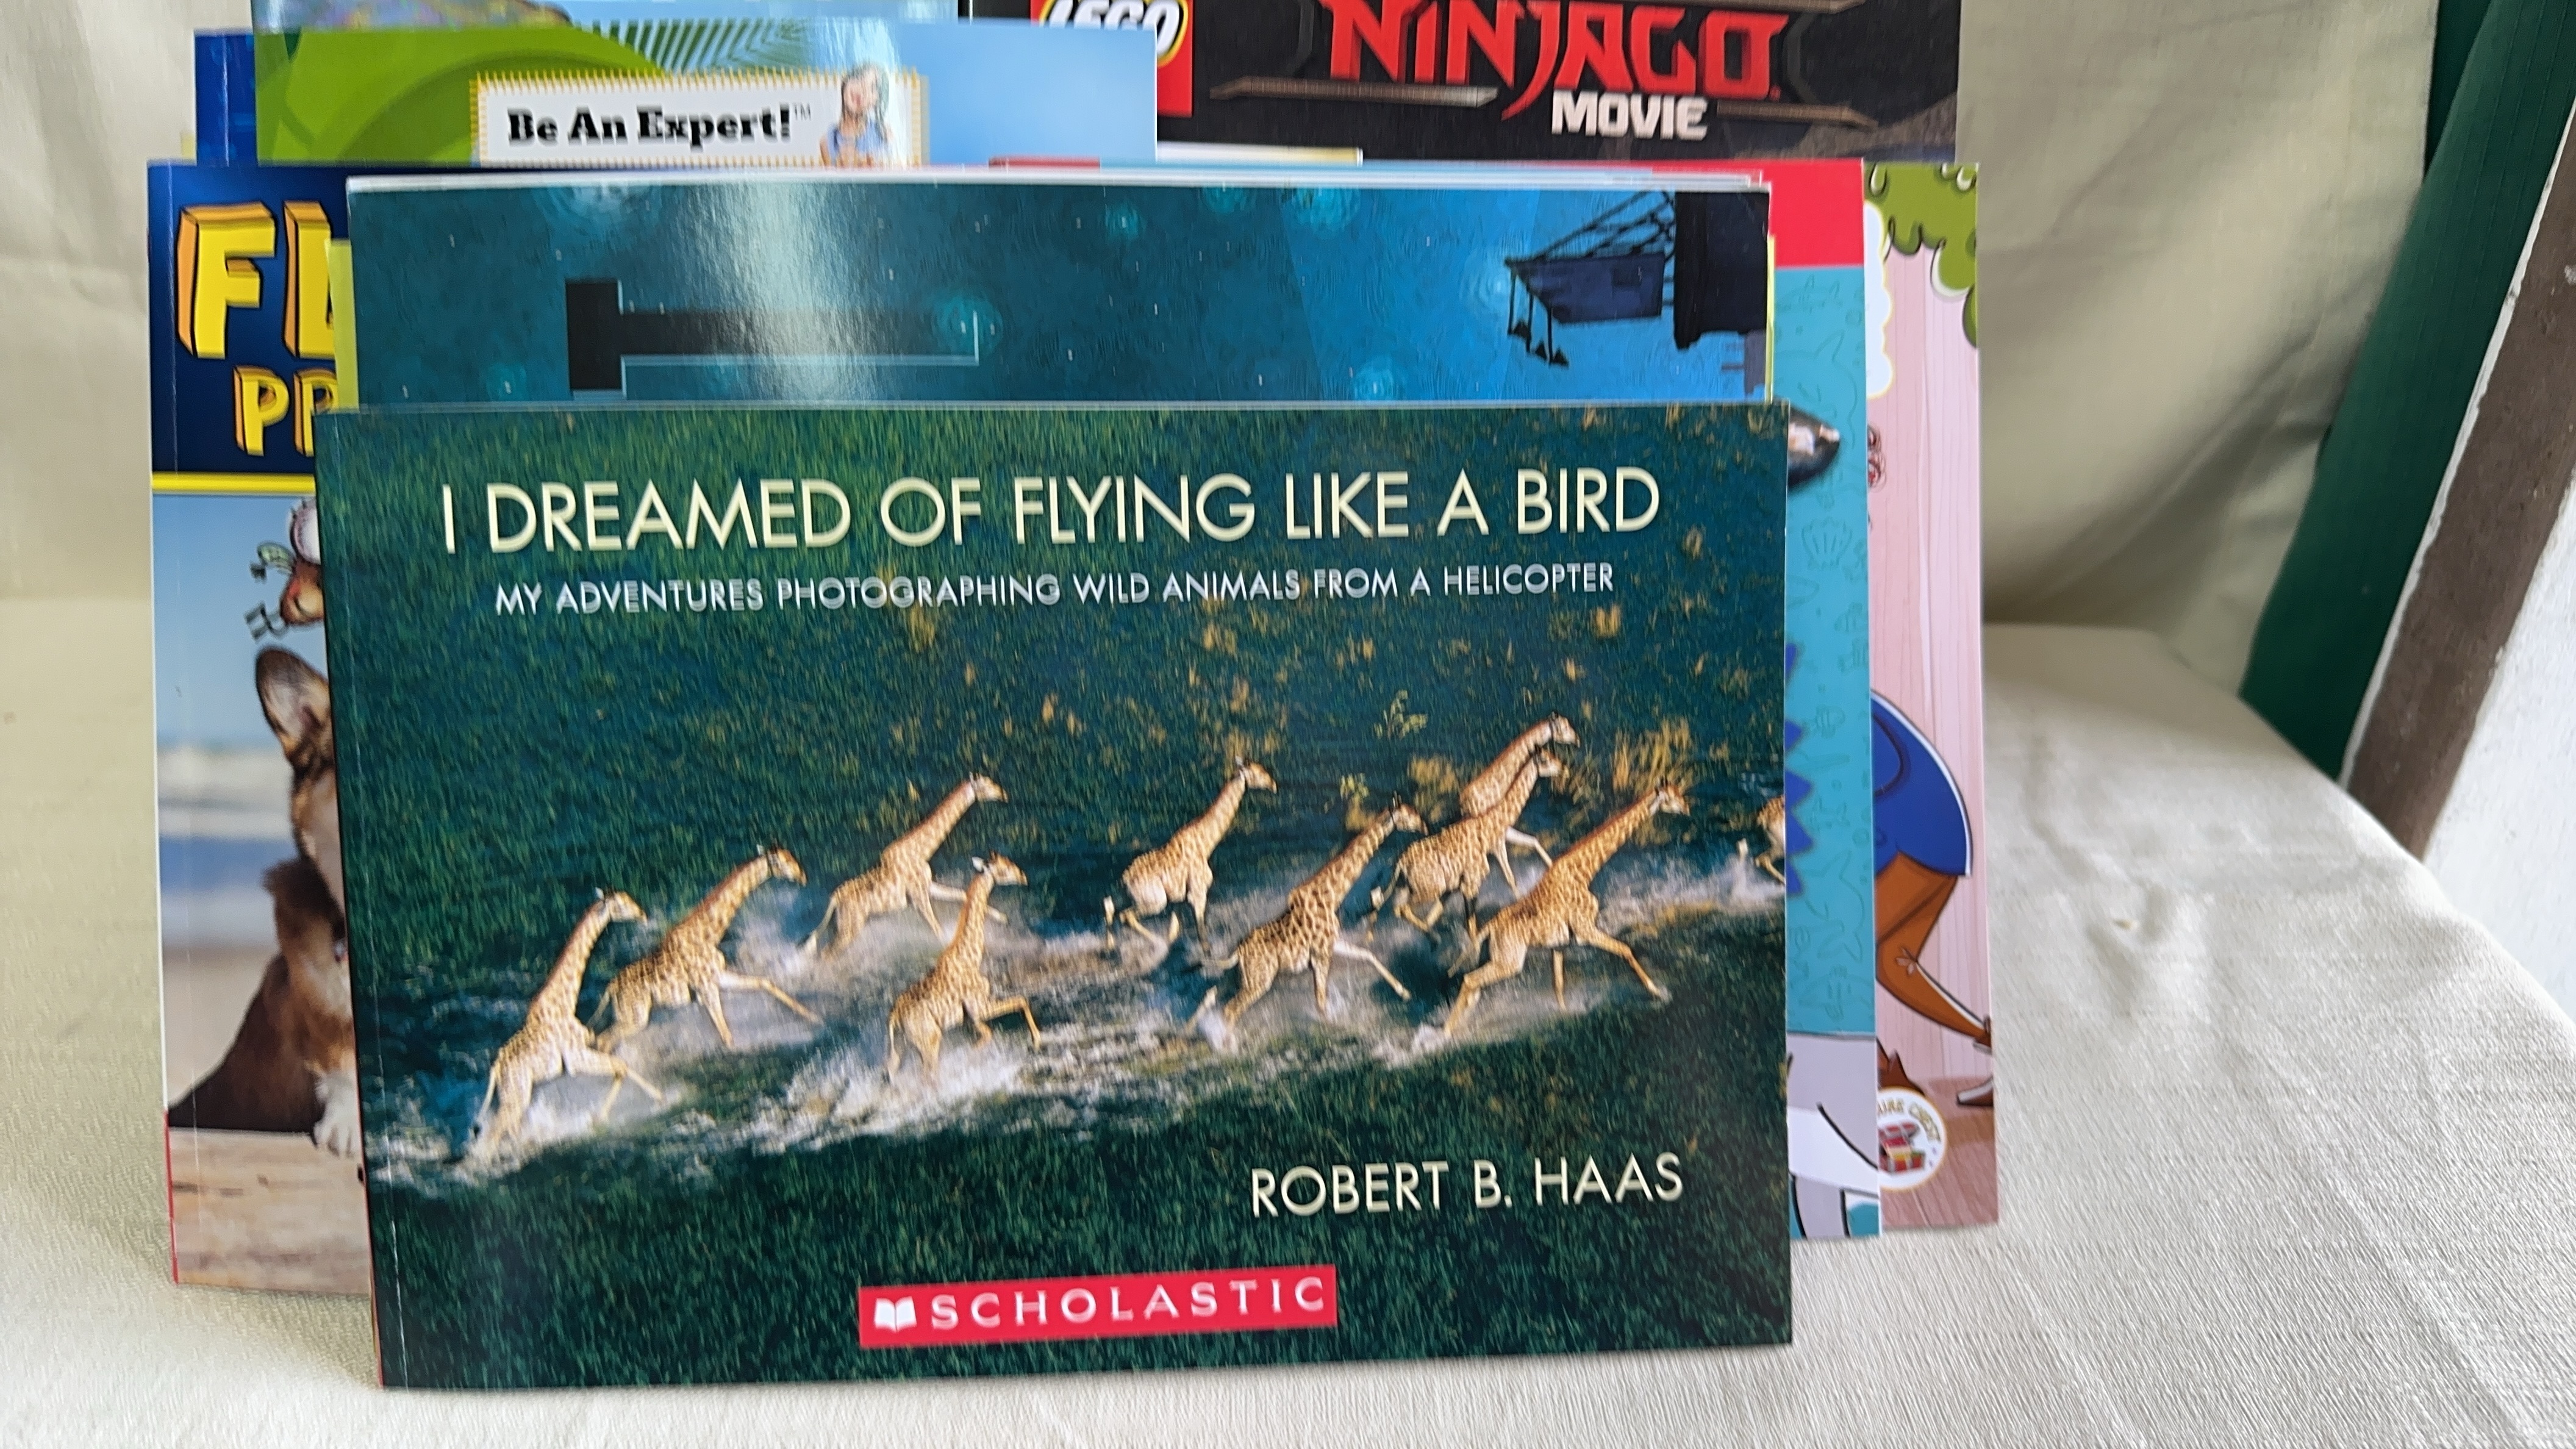 LEGO
NINJAGO
MOVIE
Be An Expert!™
I DREAMED OF FLYING LIKE A BIRD
MY ADVENTURES PHOTOGRAPHING WILD ANIMALS FROM A HELICOPTER
ROBERT B. HAAS
SCHOLASTIC